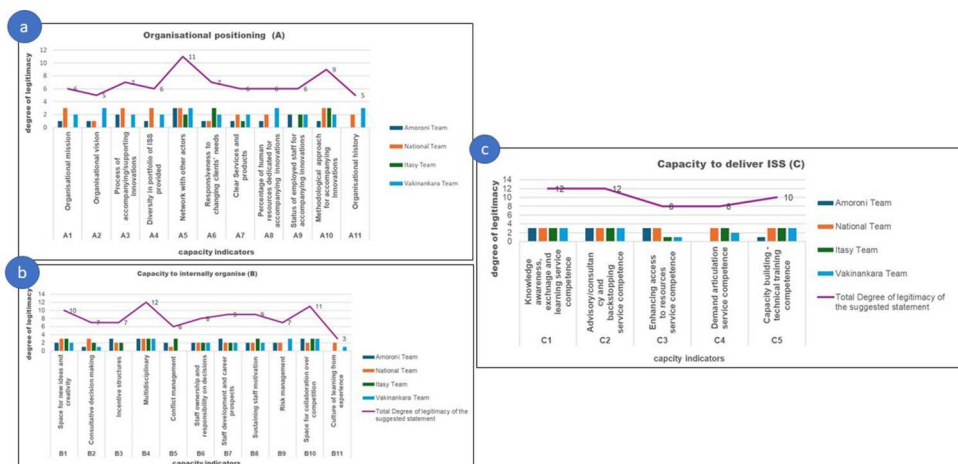 a
Organisational positioning (A)
degree of legitimacy
12
10
8
6
4
2
0
6
5
7
6
11
7
6
6
6
9
5
Organisational mission
Organisational vision
Process of
accompanying/supporting
innovations
Diversity in portfolio of ISS
provided
Network with other actors
Responsiveness to
changing clients' needs
Clear Services and
products
Percentage of human
resources dedicated for
accompanying innovations
Status of employed staff for
accompanying innovations
Methodological approach
for accompanying
innovations
Organisational history
A1
A2
A3
A4
A5
A6
A7
A8
A9
A10
A11
capacity indicators
Amoroni Team
National Team
Itasy Team
Vakinankara Team
b
Capacity to internally organise (B)
degree of legitimacy
14
12
10
8
6
4
2
0
10
7
7
12
6
8
9
9
7
11
3
Space for new ideas and
creativity
Consultative decision making
Incentive structures
Multidisciplinary
Conflict management
Staff ownership and
responsibility on decisions
Staff development and career
prospects
Sustaining staff motivation
Risk management
Space for collaboration over
competition
Culture of learning from
experience
B1
B2
B3
B4
B5
B6
B7
B8
B9
B10
B11
capacity indicators
Amoroni Team
National Team
Itasy Team
Vakinankara Team
Total Degree of legitimacy of the
suggested statement
c
Capacity to deliver ISS (C)
degree of legitimacy
14
12
10
8
6
4
2
0
12
12
8
8
10
Knowledge
awareness,
exchnage and
learning service
competence
Advisory/consultan
cy and
backstopping
service competence
Enhancing access
to resources
service competence
Demand articulation
service competence
Capacity building -
technical training
competence
C1
C2
C3
C4
C5
capcity indicators
Amoroni Team
National Team
Itasy Team
Vakinankara Team
Total Degree of legitimacy of
the suggested statement